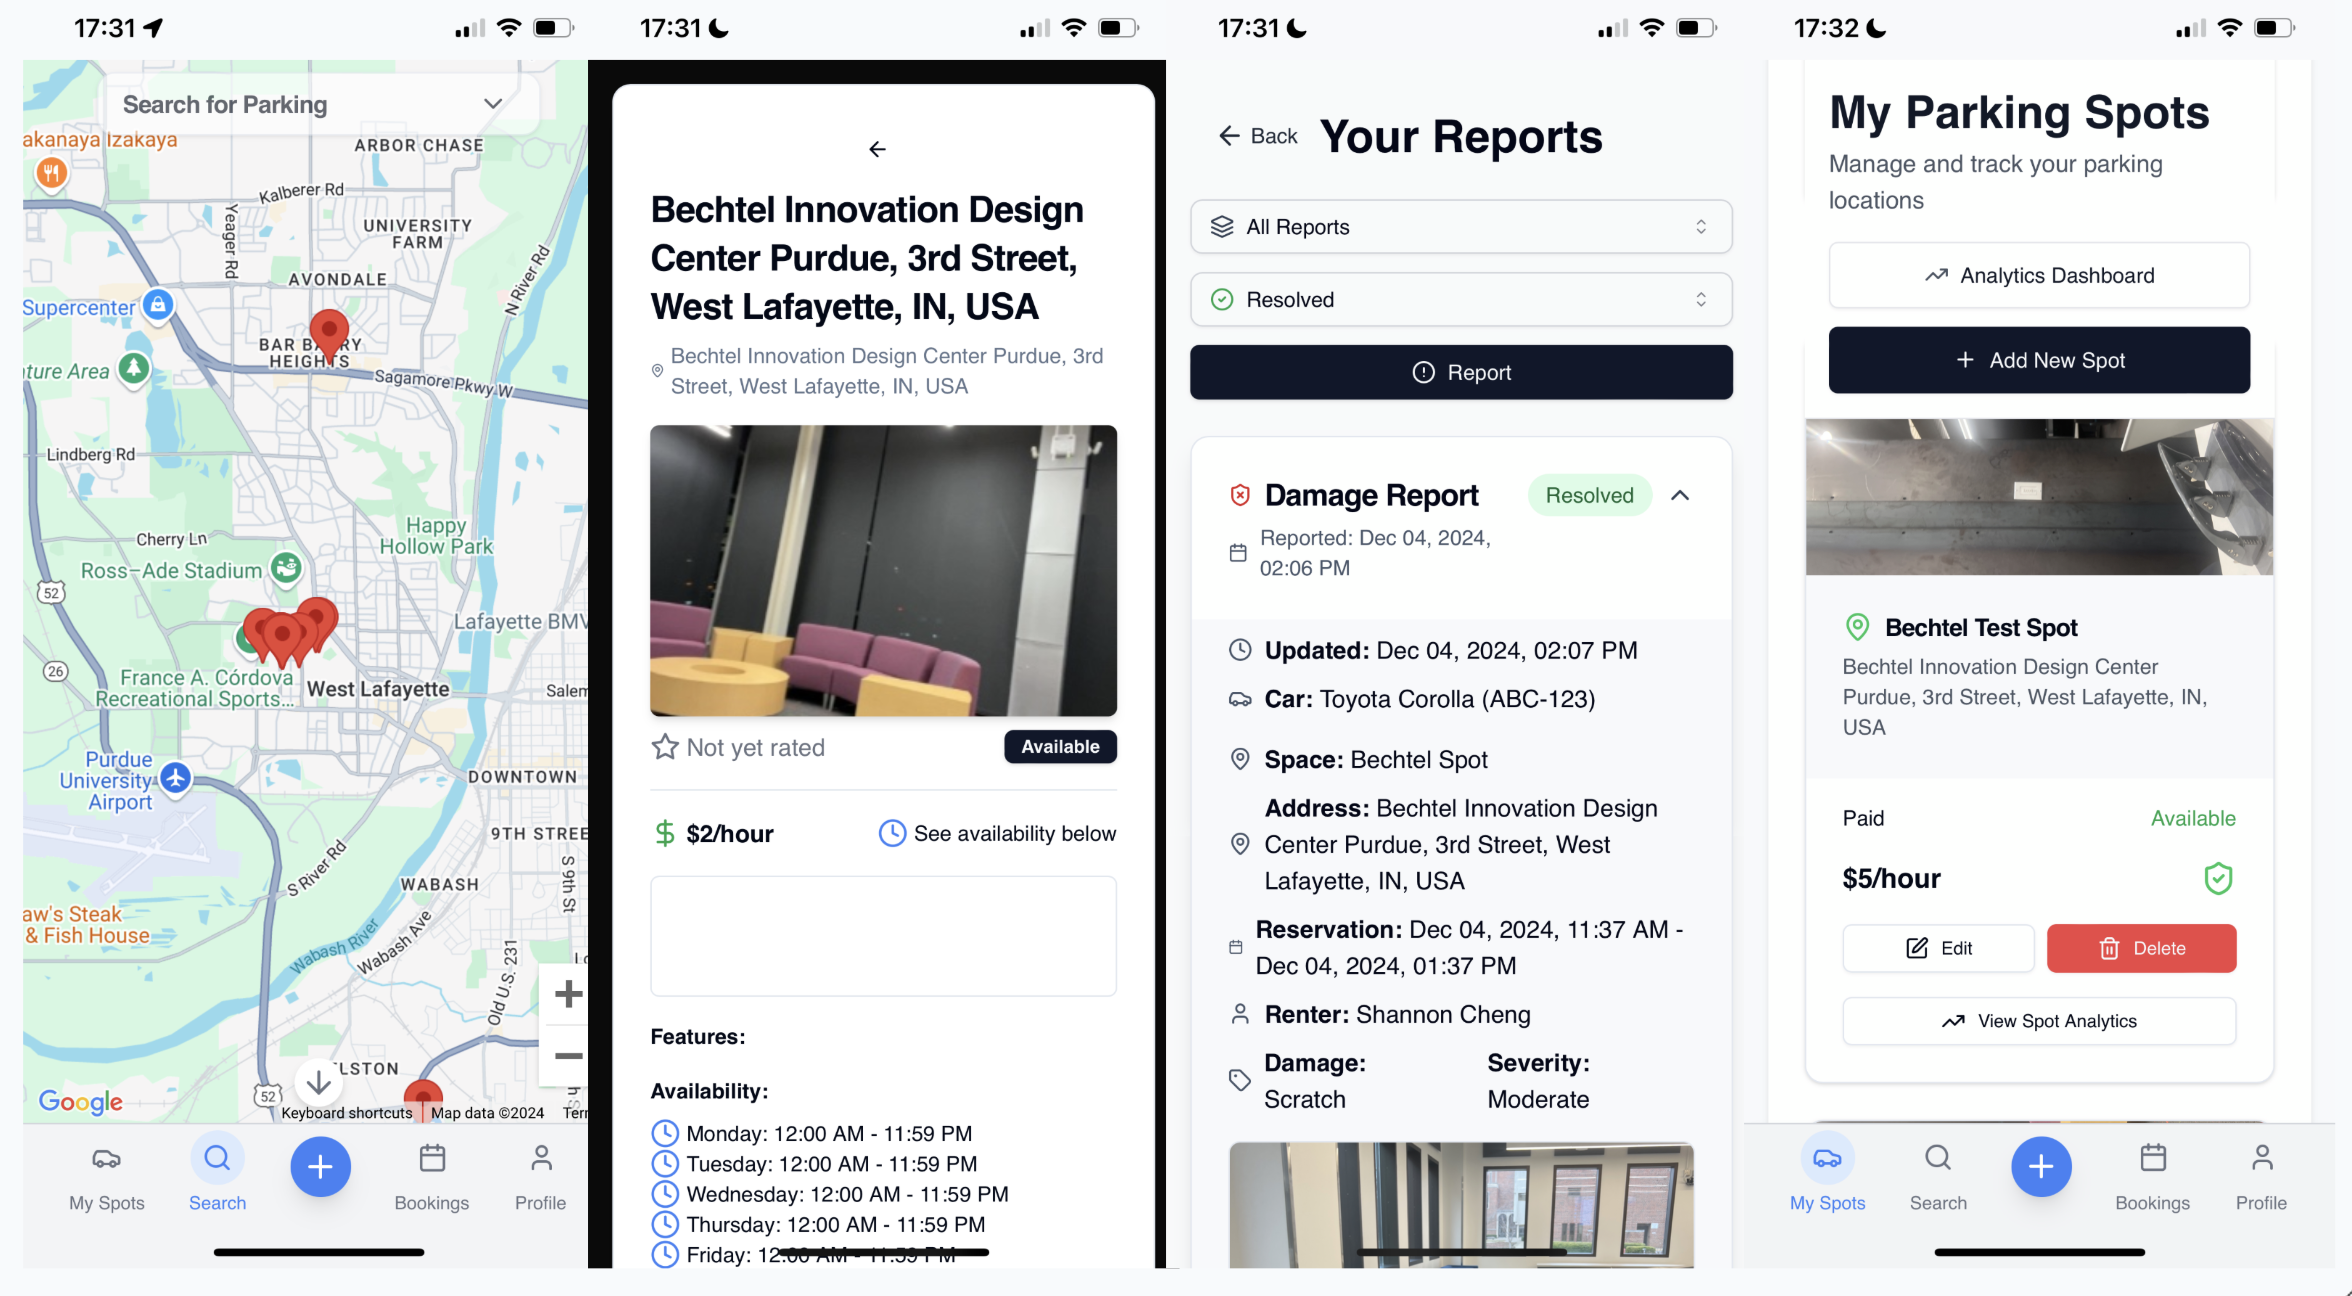 17:31
Search for Parking
akanaya Izakaya
ARBOR CHASE
Kalberer Rd
Yeager Rd
UNIVERSITY
FARM
N River Rd
AVONDALE
Supercenter
BAR BA RY
HEIGHTS
ture Area
Sagamore Pkwy W
Lindberg Rd
Happy
Hollow Park
Cherry Ln
Ross-Ade Stadium
52
Lafayette BMV
26
France A. Córdova
Recreational Sports...
West Lafayette
Salem
Purdue
University
Airport
DOWNTOWN
9TH STREE
S River Rd
S 9th St
WABASH
aw's Steak
& Fish House
Wabash River
Wabash Ave
Old U.S. 231
+
−
ELSTON
52
Google
Keyboard shortcuts
Map data ©2024
Terr
My Spots
Search
Bookings
Profile
17:31
Bechtel Innovation Design
Center Purdue, 3rd Street,
West Lafayette, IN, USA
Bechtel Innovation Design Center Purdue, 3rd
Street, West Lafayette, IN, USA
Not yet rated
Available
$ $2/hour
See availability below
Features:
Availability:
Monday: 12:00 AM - 11:59 PM
Tuesday: 12:00 AM - 11:59 PM
Wednesday: 12:00 AM - 11:59 PM
Thursday: 12:00 AM - 11:59 PM
Friday: 12:00 AM - 11:59 PM
17:31
Back
Your Reports
All Reports
Resolved
Report
Damage Report
Resolved
Reported: Dec 04, 2024,
02:06 PM
Updated: Dec 04, 2024, 02:07 PM
Car: Toyota Corolla (ABC-123)
Space: Bechtel Spot
Address: Bechtel Innovation Design
Center Purdue, 3rd Street, West
Lafayette, IN, USA
Reservation: Dec 04, 2024, 11:37 AM -
Dec 04, 2024, 01:37 PM
Renter: Shannon Cheng
Damage:
Scratch
Severity:
Moderate
17:32
My Parking Spots
Manage and track your parking
locations
Analytics Dashboard
+ Add New Spot
Bechtel Test Spot
Bechtel Innovation Design Center
Purdue, 3rd Street, West Lafayette, IN,
USA
Paid
Available
$5/hour
Edit
Delete
View Spot Analytics
My Spots
Search
Bookings
Profile